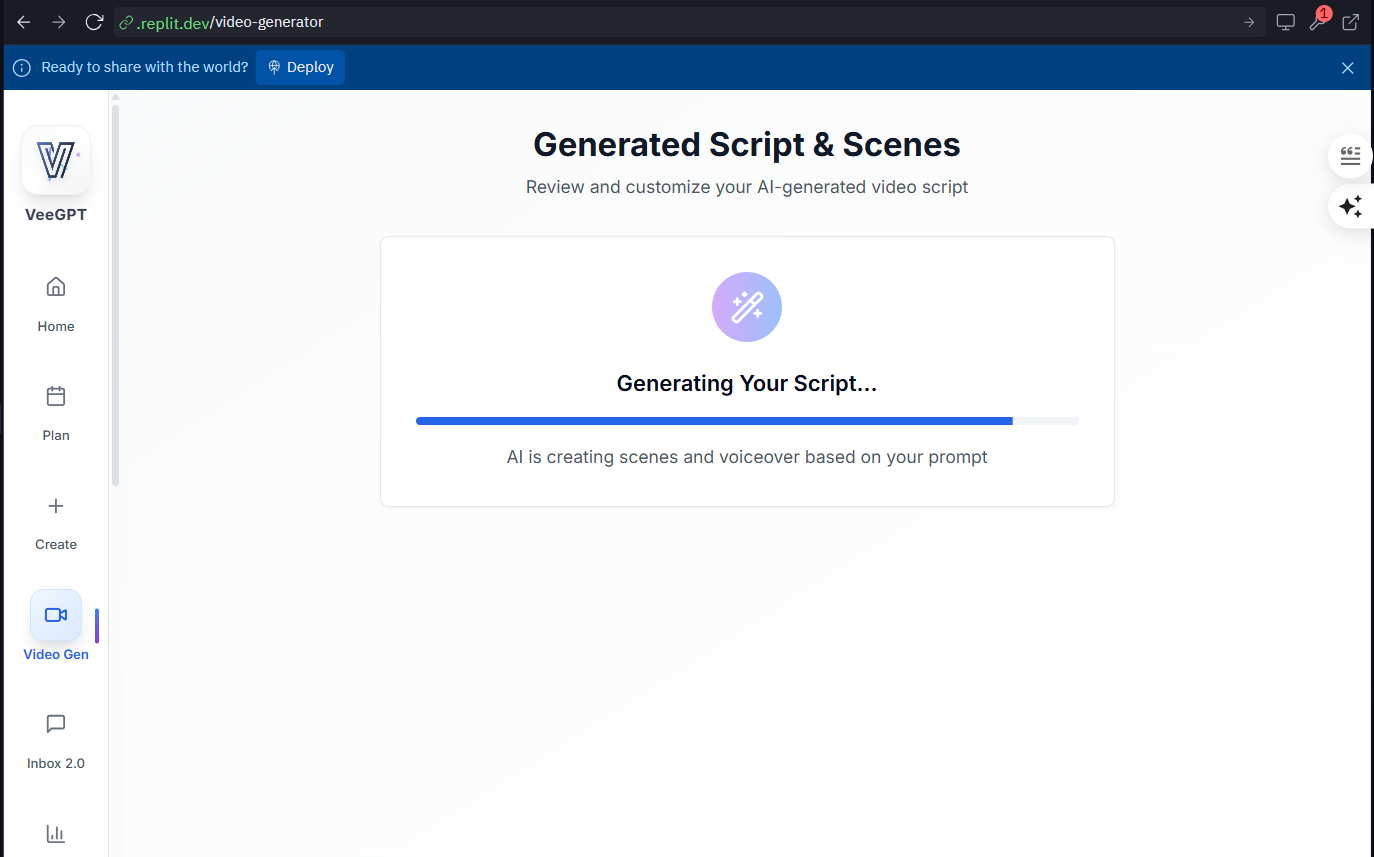 .replit.dev/video-generator
1
Ready to share with the world?
Deploy
VeeGPT
Home
Plan
Create
Video Gen
Inbox 2.0
Generated Script & Scenes
Review and customize your AI-generated video script
Generating Your Script...
AI is creating scenes and voiceover based on your prompt